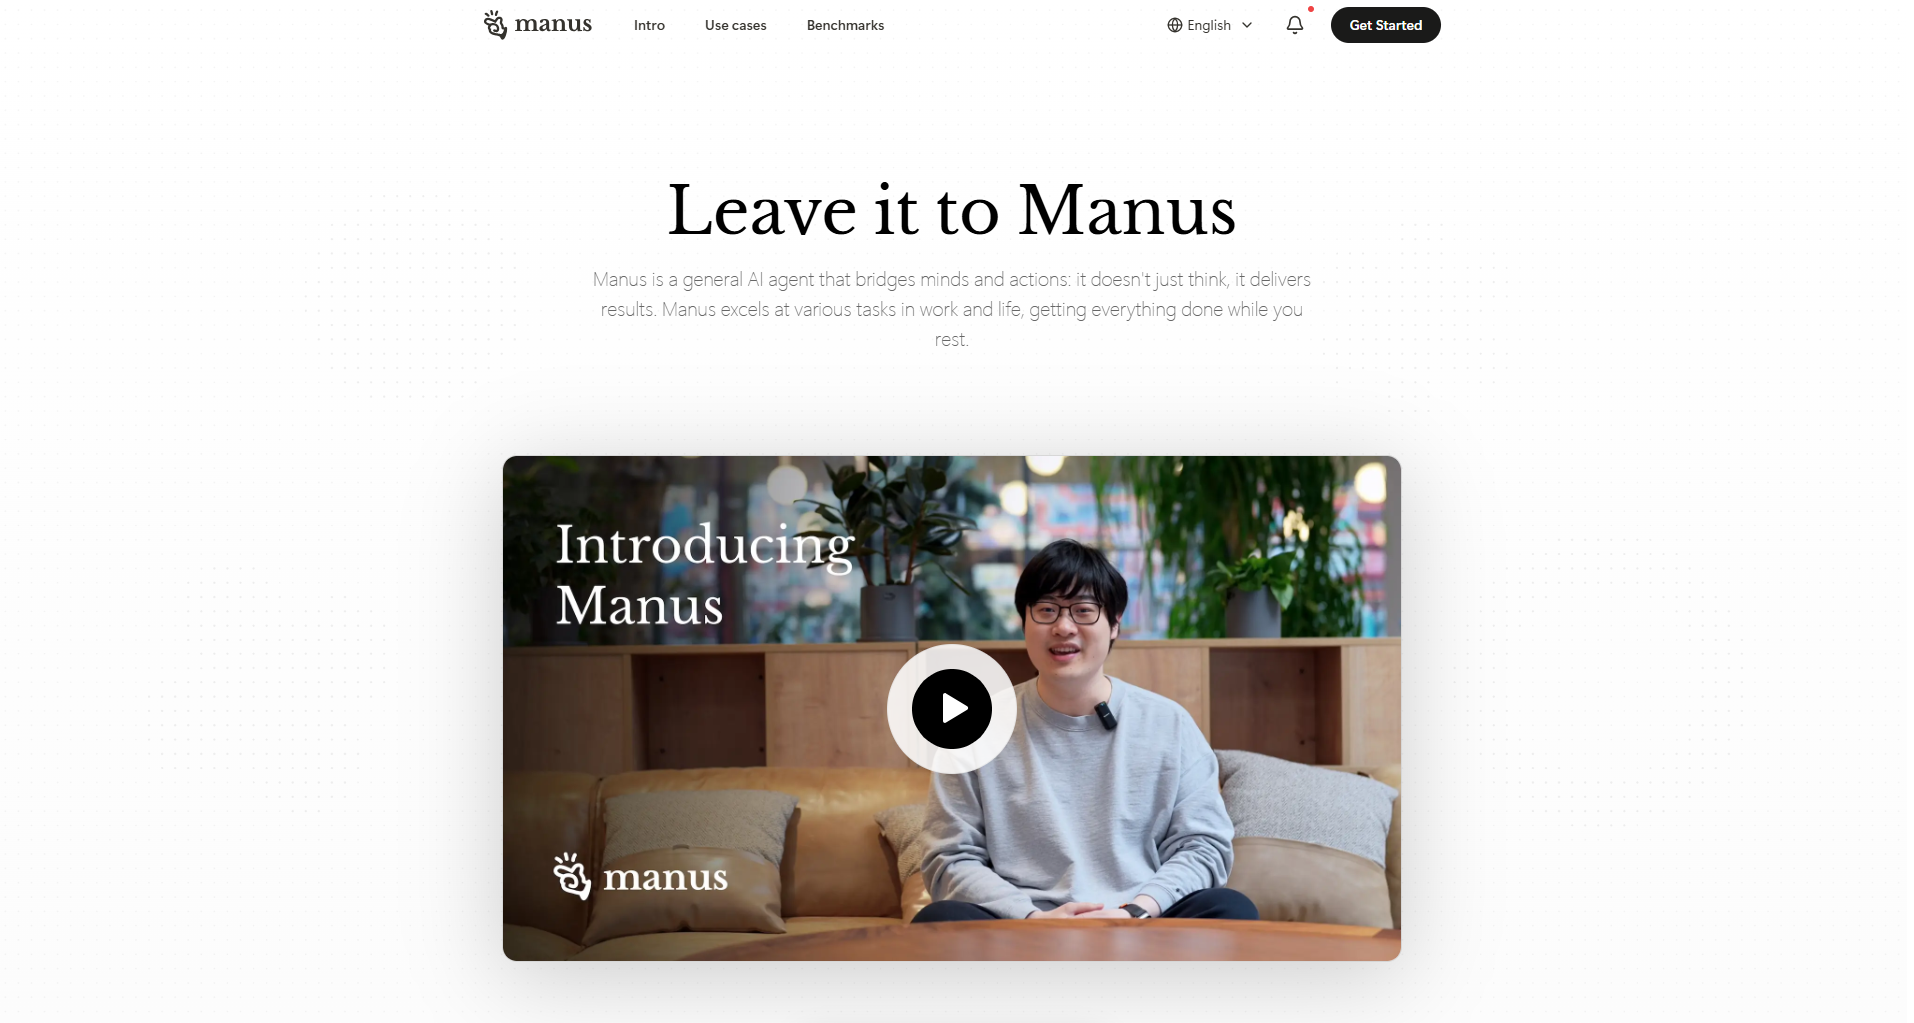 manus
Intro
Use cases
Benchmarks
English
Get Started
Leave it to Manus
Manus is a general AI agent that bridges minds and actions: it doesn't just think, it delivers
results. Manus excels at various tasks in work and life, getting everything done while you
rest.
Introducing
Manus
manus